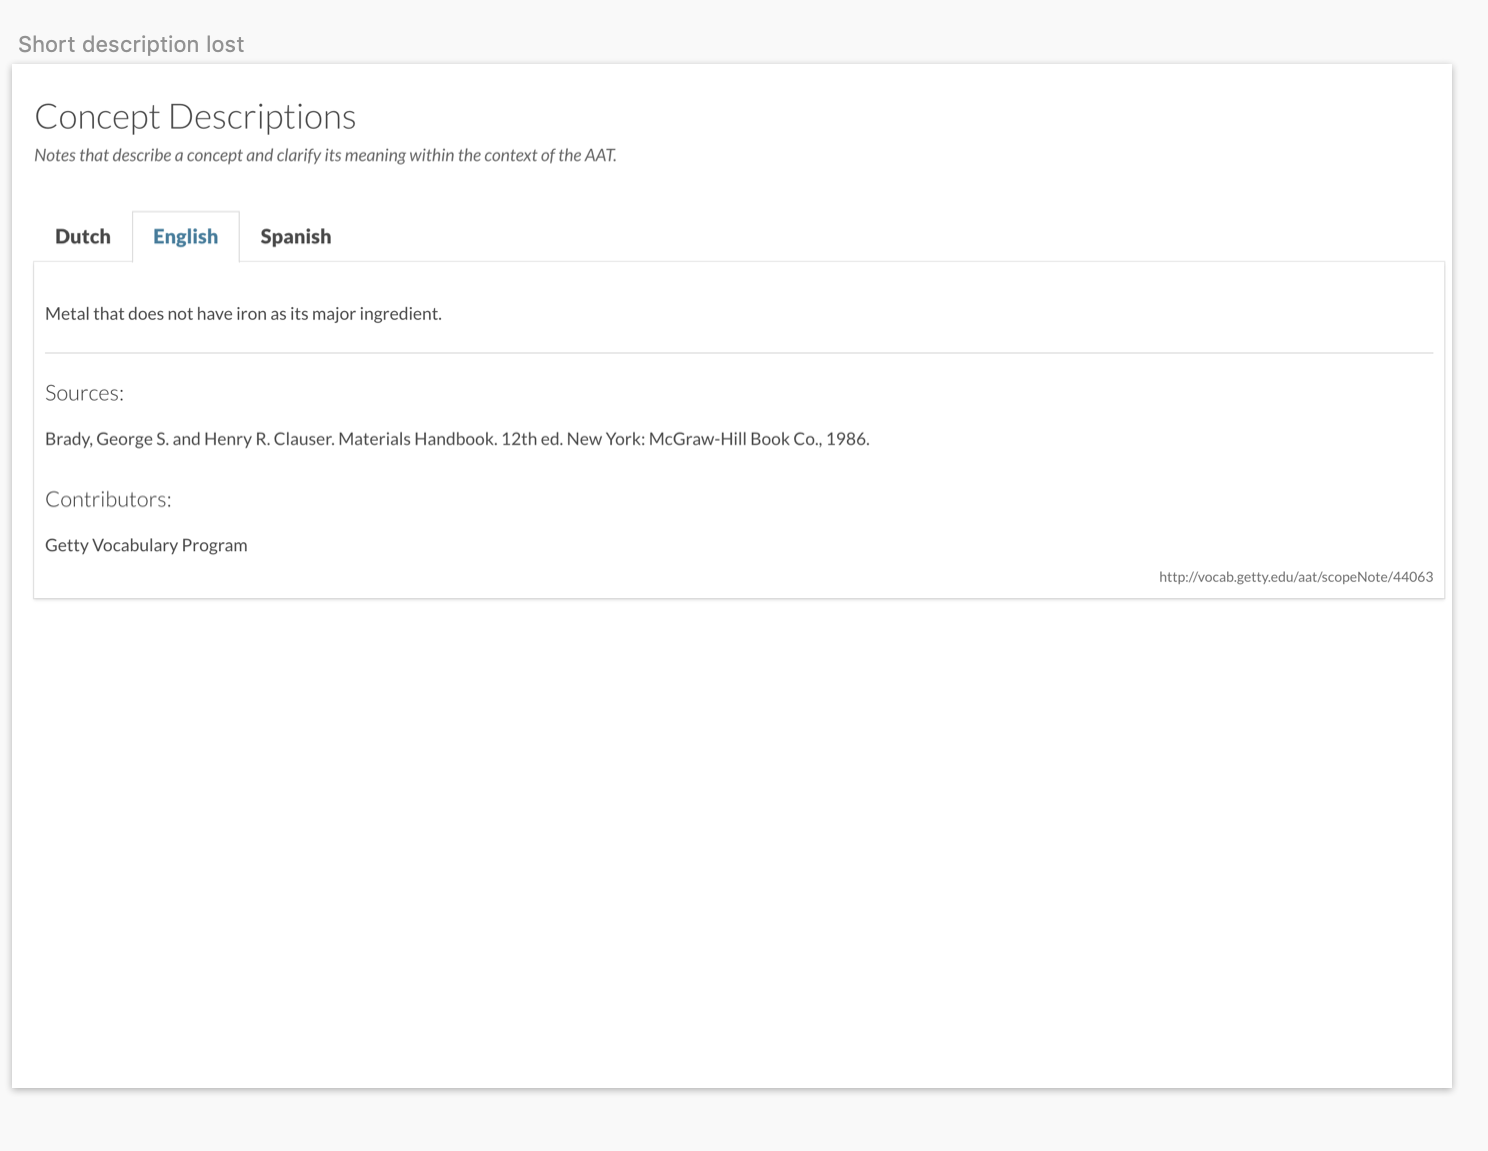 Short description lost
Concept Descriptions
Notes that describe a concept and clarify its meaning within the context of the AAT.
Dutch English Spanish
Metal that does not have iron as its major ingredient.
Sources:
Brady, George S. and Henry R. Clauser. Materials Handbook. 12th ed. New York: McGraw-Hill Book Co., 1986.
Contributors:
Getty Vocabulary Program
http://vocab.getty.edu/aat/scopeNote/44063